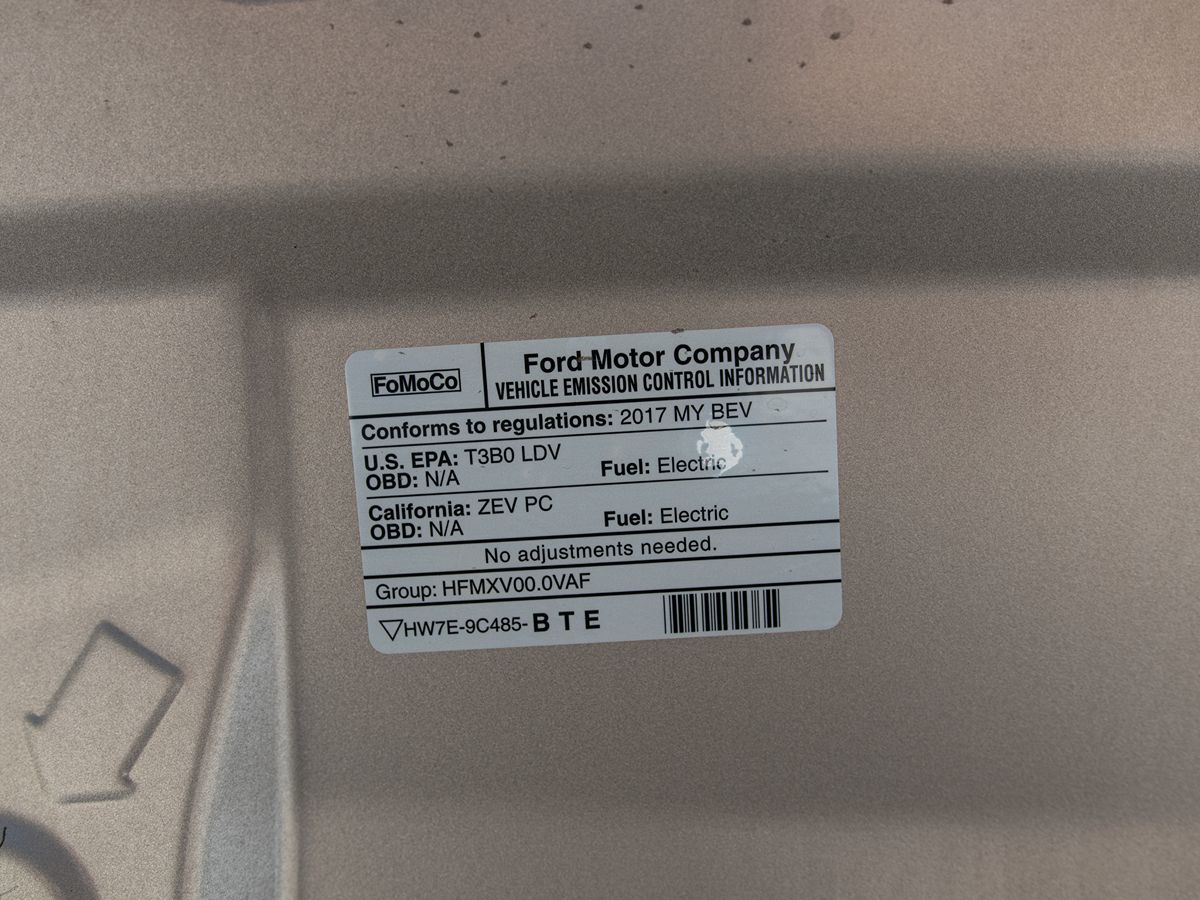 FoMoCo
Ford Motor Company
VEHICLE EMISSION CONTROL INFORMATION
Conforms to regulations: 2017 MY BEV
U.S. EPA: T3B0 LDV
OBD: N/A Fuel: Electric
California: ZEV PC
OBD: N/A Fuel: Electric
No adjustments needed.
Group: HFMXV00.0VAF
▽HW7E-9C485- B T E